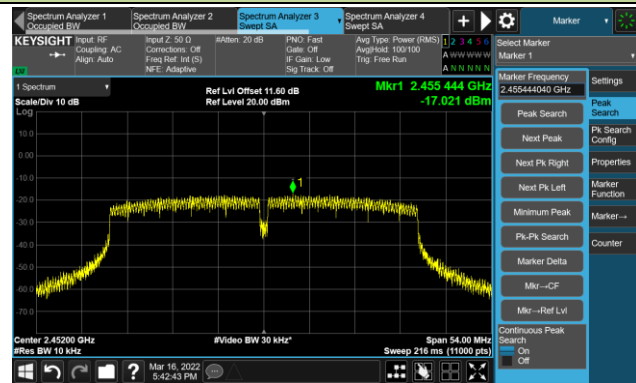 Spectrum Analyzer 1
Occupied BW
Spectrum Analyzer 2
Occupied BW
Spectrum Analyzer 3
Swept SA
Spectrum Analyzer 4
Swept SA
Marker
KEYSIGHT
Input: RF
Coupling: AC
Align: Auto
Input Z: 50 Ω
Corrections: Off
Freq Ref: Int (S)
NFE: Adaptive
#Atten: 20 dB
PNO: Fast
Gate: Off
IF Gain: Low
Sig Track: Off
Avg Type: Power (RMS)
Avg|Hold: 100/100
Trig: Free Run
1 2 3 4 5 6
A W W W W W
A N N N N N
Select Marker
Marker 1
1 Spectrum
Scale/Div 10 dB
Log
Ref Lvl Offset 11.60 dB
Ref Level 20.00 dBm
Mkr1 2.455 444 GHz
-17.021 dBm
10.0
0.00
-10.0
-20.0
-30.0
-40.0
-50.0
-60.0
-70.0
1
Center 2.45200 GHz
#Res BW 10 kHz
#Video BW 30 kHz*
Span 54.00 MHz
Sweep 216 ms (11000 pts)
Marker Frequency
2.455444040 GHz
Peak Search
Next Peak
Next Pk Right
Next Pk Left
Minimum Peak
Pk-Pk Search
Marker Delta
Mkr→CF
Mkr→Ref Lvl
Continuous Peak
Search
On
Off
Settings
Peak
Search
Pk Search
Config
Properties
Marker
Function
Marker→
Counter
?
Mar 16, 2022
5:42:43 PM